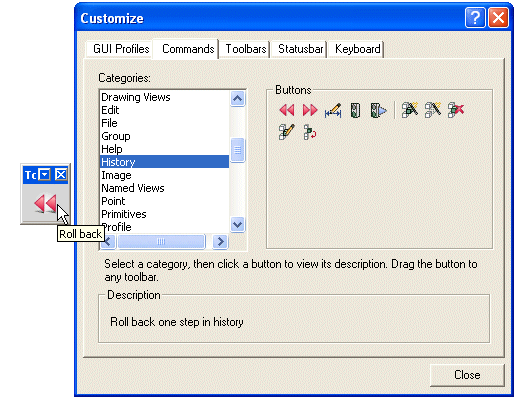 Customize
GUI Profiles Commands Toolbars Statusbar Keyboard
Categories:
Buttons
Drawing Views
Edit
File
Group
Help
History
Image
Named Views
Point
Primitives
Profile
Tc
Roll back
Select a category, then click a button to view its description. Drag the button to
any toolbar.
Description
Roll back one step in history
Close